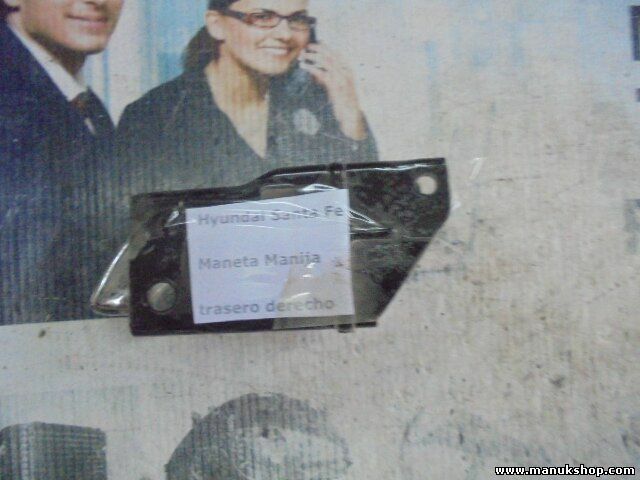 Hyundai Santa Fe
Maneta Manija
trasero derecho
www.manukshop.com